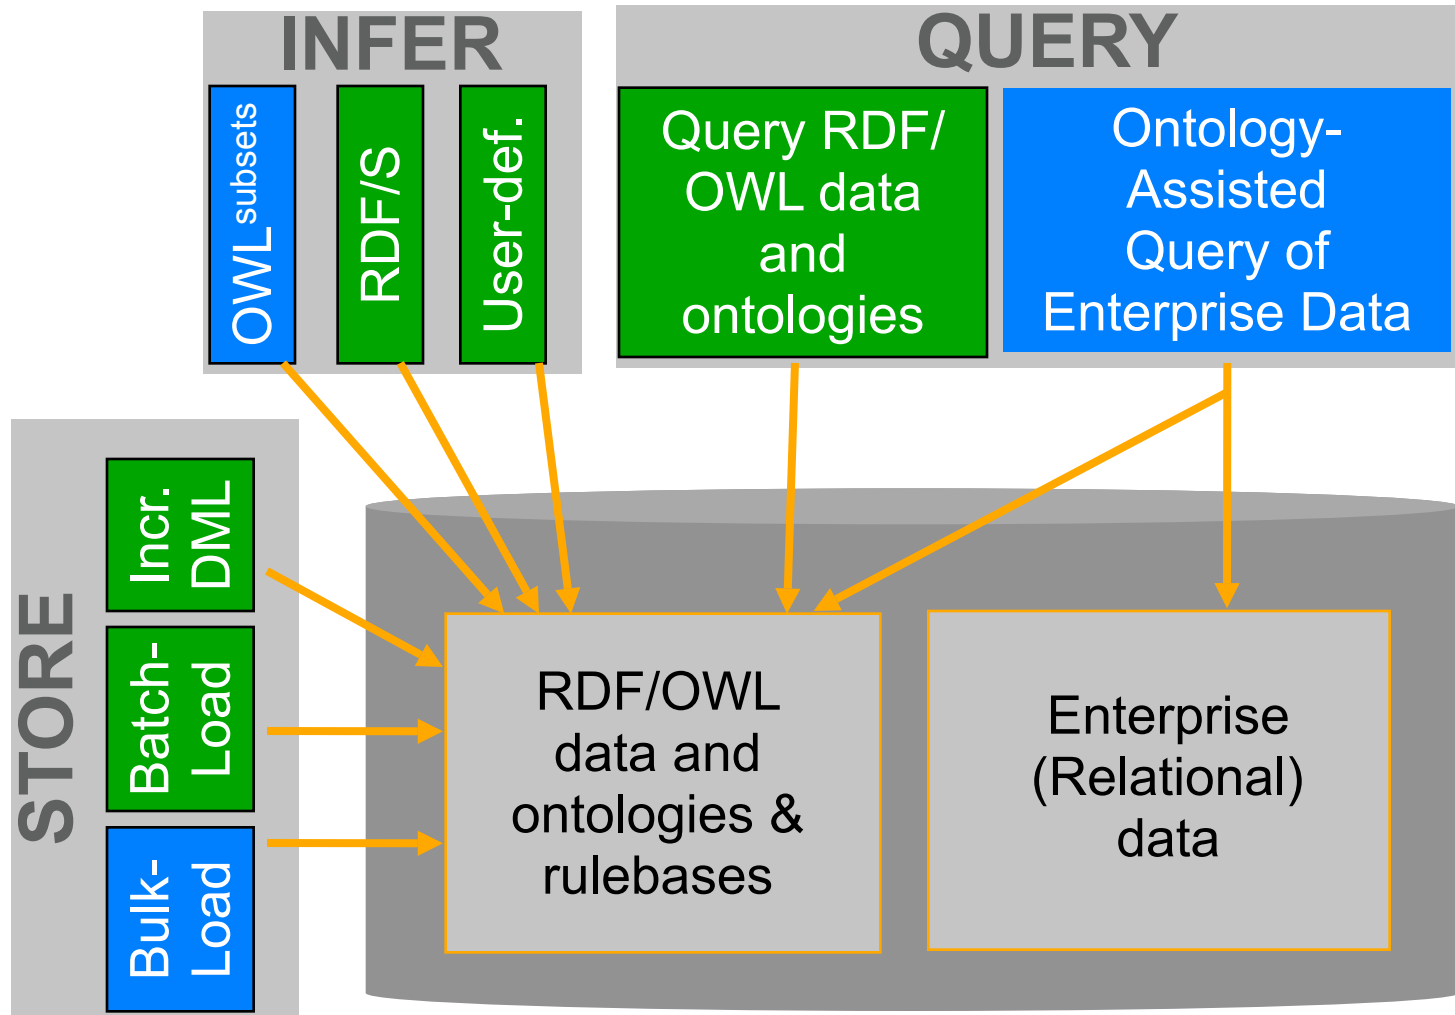 INFER
OWL subsets
RDF/S
User-def.
QUERY
Query RDF/
OWL data
and
ontologies
Ontology-
Assisted
Query of
Enterprise Data
STORE
Incr.
DML
Batch-
Load
Bulk-
Load
RDF/OWL
data and
ontologies &
rulebases
Enterprise
(Relational)
data